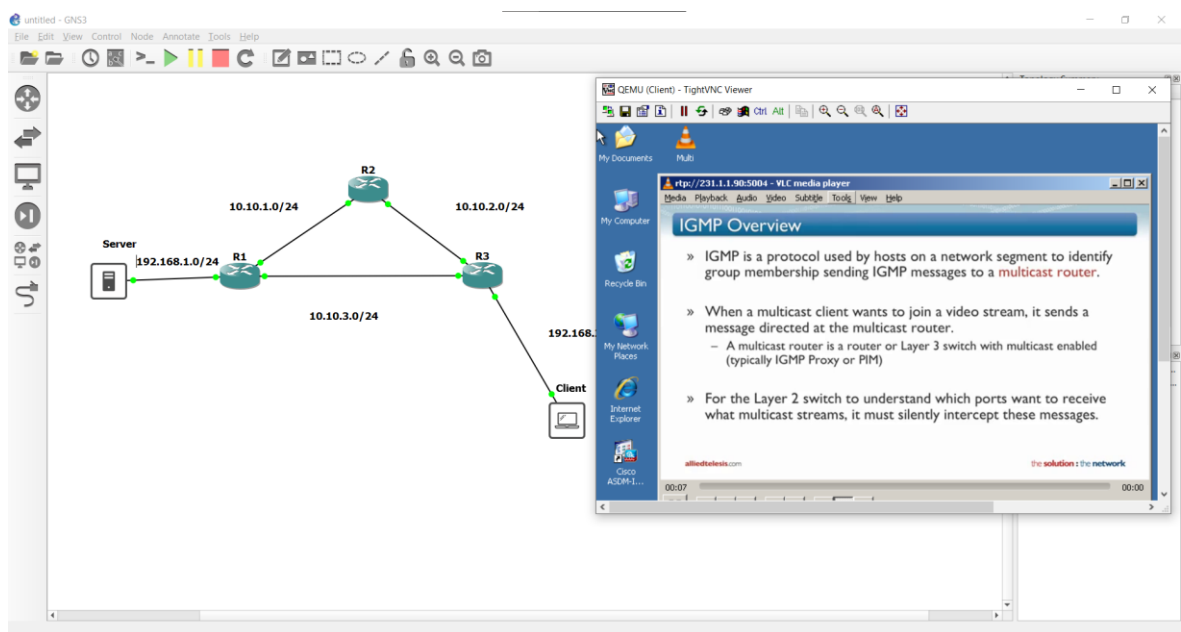 untitled - GNS3
File Edit View Control Node Annotate Tools Help
R2
10.10.1.0/24
10.10.2.0/24
Server
192.168.1.0/24
R1
R3
10.10.3.0/24
192.168.
Client
QEMU (Client) - TightVNC Viewer
Ctrl Alt
My Documents
Multi
My Computer
Recycle Bin
My Network
Places
Internet
Explorer
Cisco
ASDM-I...
rtp://231.1.1.90:5004 - VLC media player
Media Playback Audio Video Subtitle Tools View Help
IGMP Overview
» IGMP is a protocol used by hosts on a network segment to identify
group membership sending IGMP messages to a multicast router.
» When a multicast client wants to join a video stream, it sends a
message directed at the multicast router.
– A multicast router is a router or Layer 3 switch with multicast enabled
(typically IGMP Proxy or PIM)
» For the Layer 2 switch to understand which ports want to receive
what multicast streams, it must silently intercept these messages.
alliedtelesis.com
the solution : the network
00:07
00:00